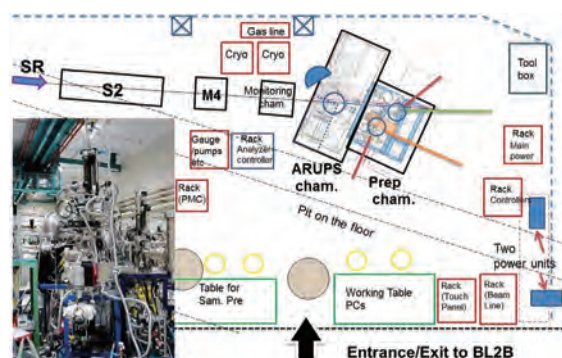 Gas line
Cryo
Cryo
SR
S2
M4
Monitoring
cham.
Tool
box
Gauge
/pumps
etc
Rack
Analyzer
controller
Rack
Main
power
Rack
(PMC)
ARUPS
cham.
Prep
cham.
Rack
Controllers
Pit on the floor
Two
power units
Table for
Sam. Pre
Working Table
PCs
Rack
(Touch
Panel)
Rack
(Beam
Line)
Entrance/Exit to BL2B